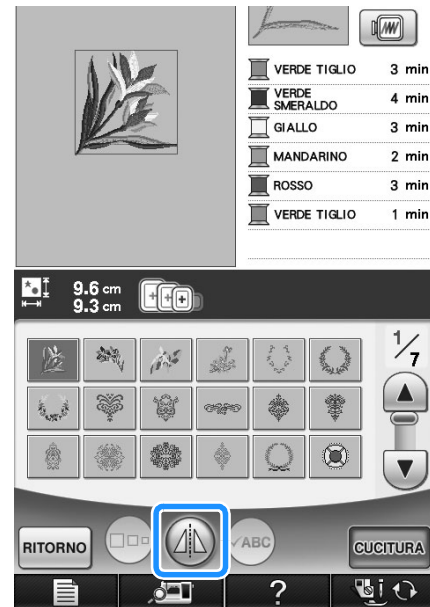 VERDE TIGLIO 3 min
VERDE
SMERALDO 4 min
GIALLO 3 min
MANDARINO 2 min
ROSSO 3 min
VERDE TIGLIO 1 min
9.6 cm
9.3 cm
1/7
RITORNO
ABC
CUCITURA
?